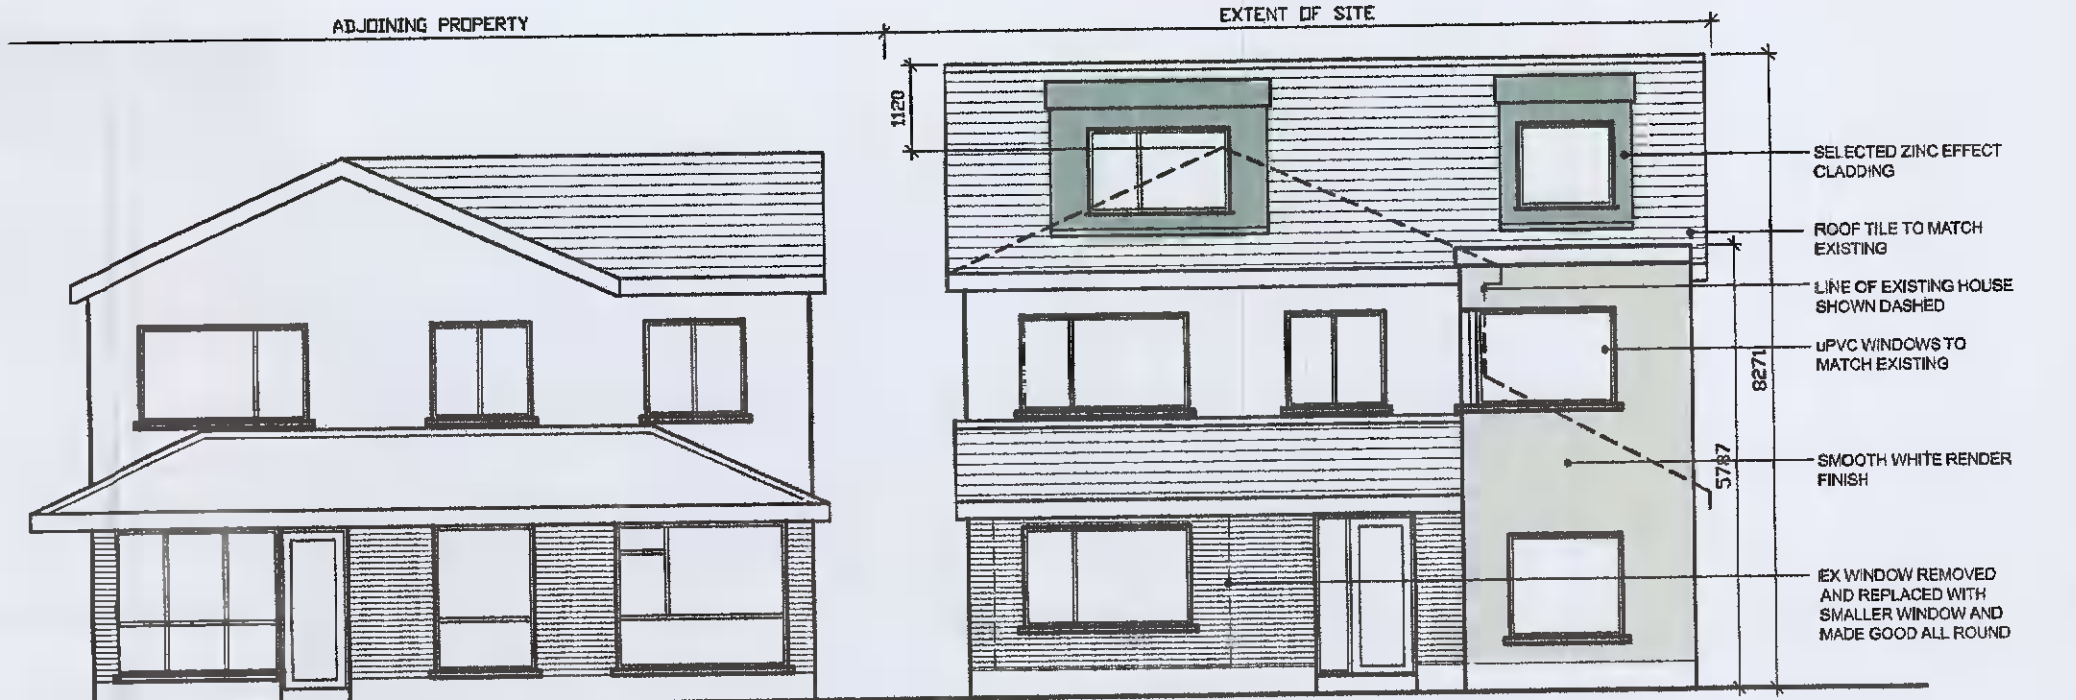 ADJOINING PROPERTY
EXTENT OF SITE
1120
SELECTED ZINC EFFECT
CLADDING
ROOF TILE TO MATCH
EXISTING
LINE OF EXISTING HOUSE
SHOWN DASHED
uPVC WINDOWS TO
MATCH EXISTING
8271
5787
SMOOTH WHITE RENDER
FINISH
EX WINDOW REMOVED
AND REPLACED WITH
SMALLER WINDOW AND
MADE GOOD ALL ROUND